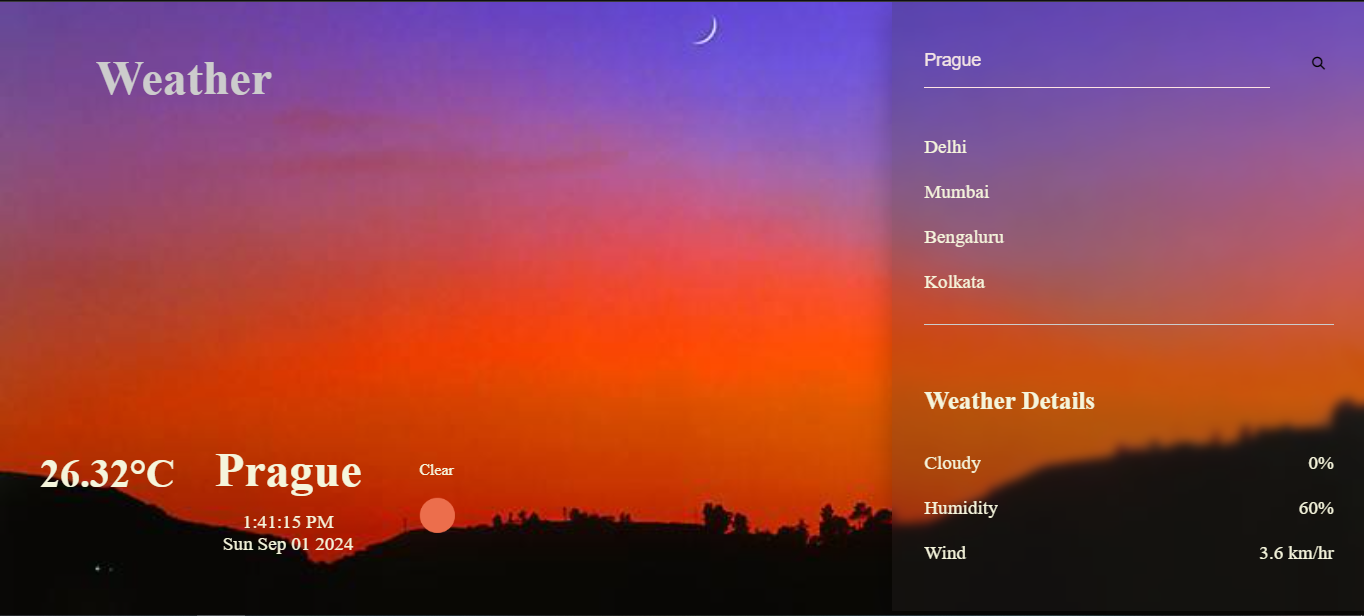 Weather
26.32°C
Prague
1:41:15 PM
Sun Sep 01 2024
Clear
Prague
Delhi
Mumbai
Bengaluru
Kolkata
Weather Details
Cloudy 0%
Humidity 60%
Wind 3.6 km/hr